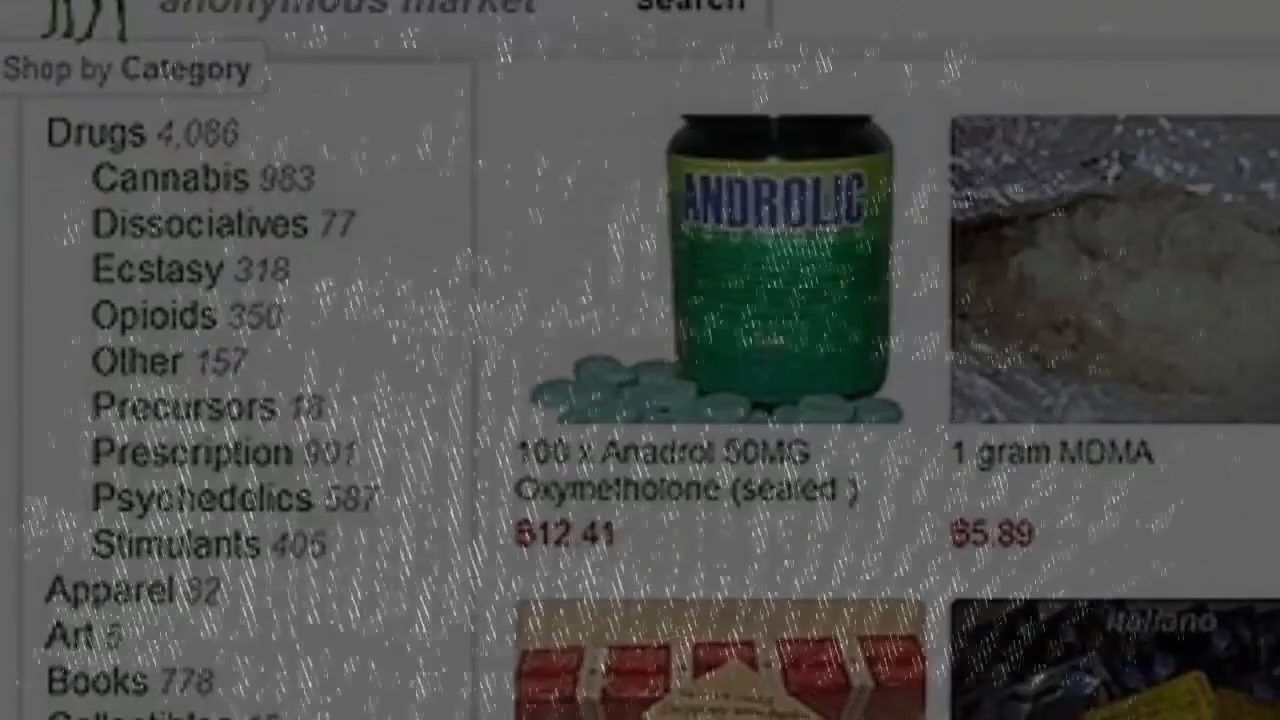 anonymous market
search
Shop by Category
Drugs 4,086
Cannabis 983
Dissociatives 77
Ecstasy 318
Opioids 350
Other 157
Precursors 18
Prescription 901
Psychedelics 587
Stimulants 405
Apparel 32
Art 5
Books 778
ANDROLIC
100 x Anadrol 50MG
Oxymetholone (sealed )
฿12.41
1 gram MDMA
฿5.89
italiano